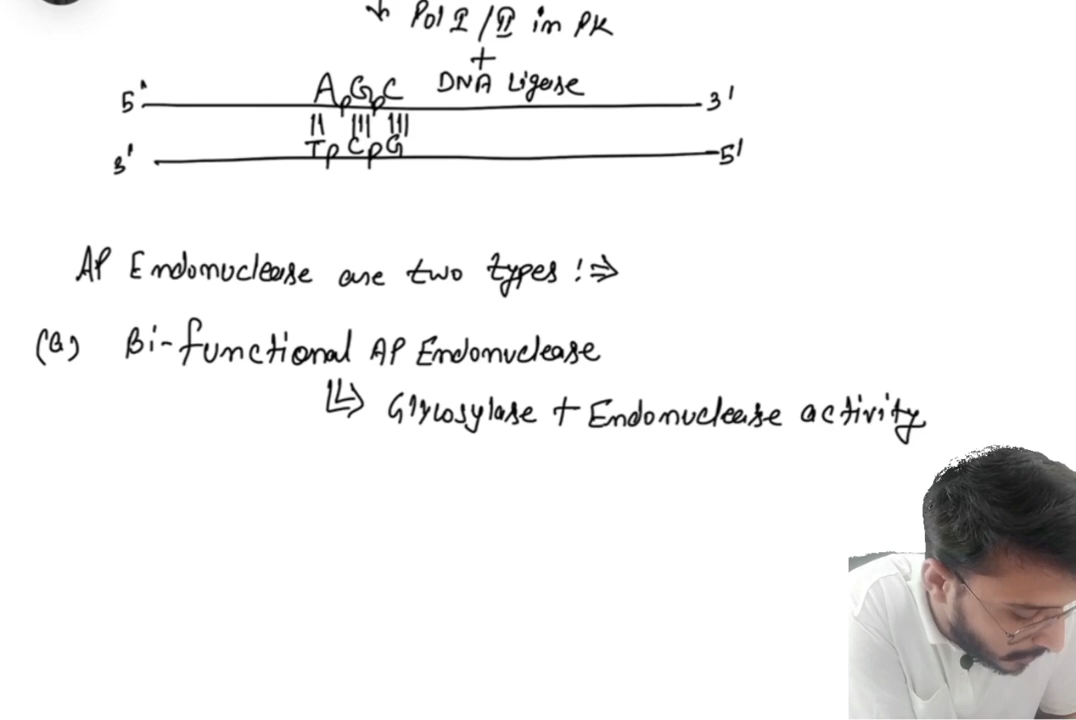 ↓ Pol I / II in PK
+
DNA Ligase
5' ApGpC 3'
3' TpCpG 5'
AP Endonuclease are two types :⇒
(a) Bi-functional AP Endonuclease
↳ Glycosylase + Endonuclease activity